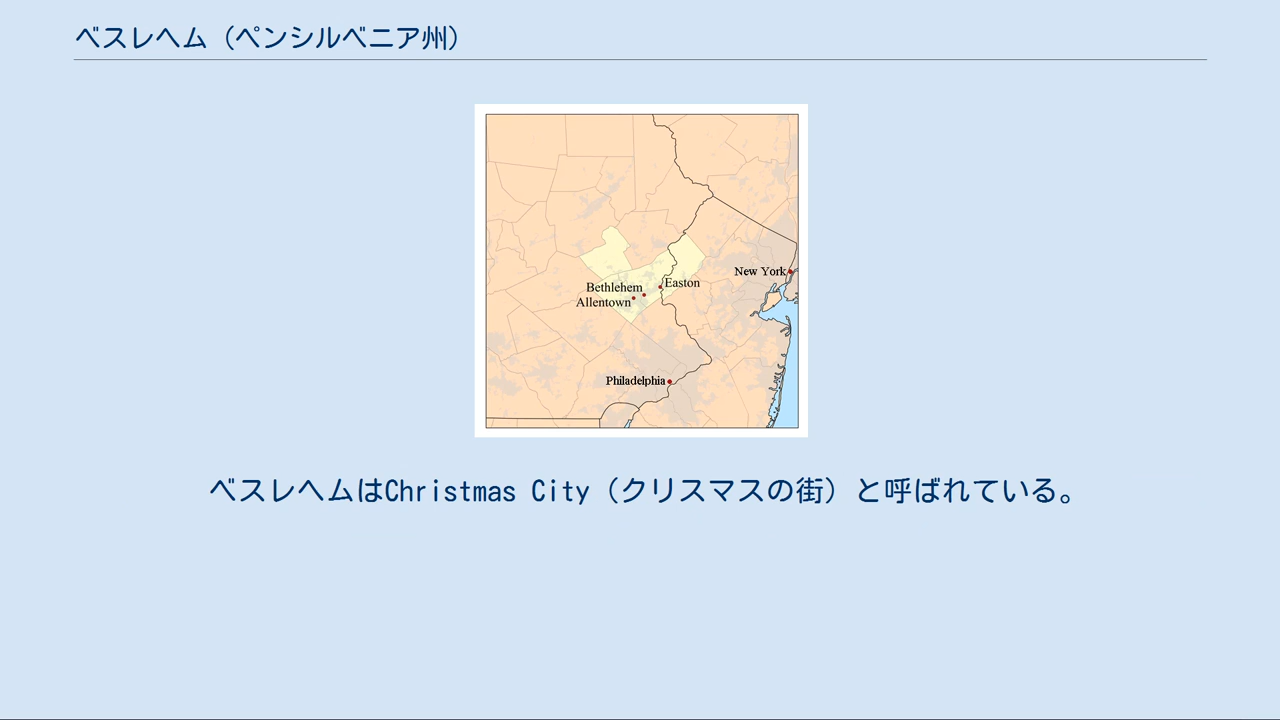 ベスレヘム（ペンシルベニア州）
New York
Easton
Bethlehem
Allentown
Philadelphia
ベスレヘムはChristmas City（クリスマスの街）と呼ばれている。